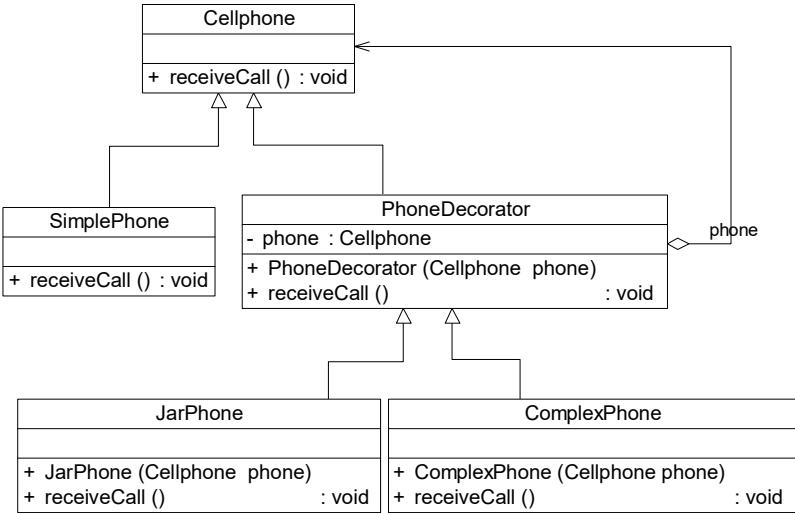 Cellphone
+ receiveCall () : void
SimplePhone
+ receiveCall () : void
PhoneDecorator
- phone : Cellphone
+ PhoneDecorator (Cellphone phone)
+ receiveCall () : void
phone
JarPhone
+ JarPhone (Cellphone phone)
+ receiveCall () : void
ComplexPhone
+ ComplexPhone (Cellphone phone)
+ receiveCall () : void